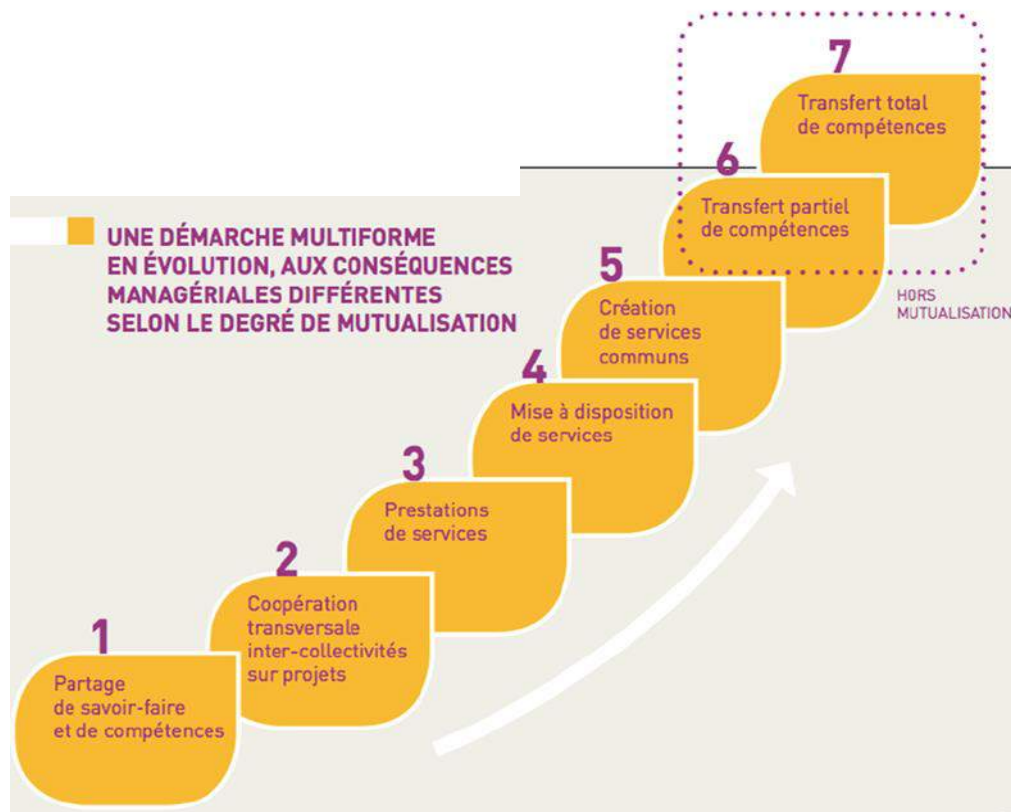 UNE DÉMARCHE MULTIFORME
EN ÉVOLUTION, AUX CONSÉQUENCES
MANAGÉRIALES DIFFÉRENTES
SELON LE DEGRÉ DE MUTUALISATION
1
Partage
de savoir-faire
et de compétences
2
Coopération
transversale
inter-collectivités
sur projets
3
Prestations
de services
4
Mise à disposition
de services
5
Création
de services
communs
6
Transfert partiel
de compétences
7
Transfert total
de compétences
HORS
MUTUALISATION